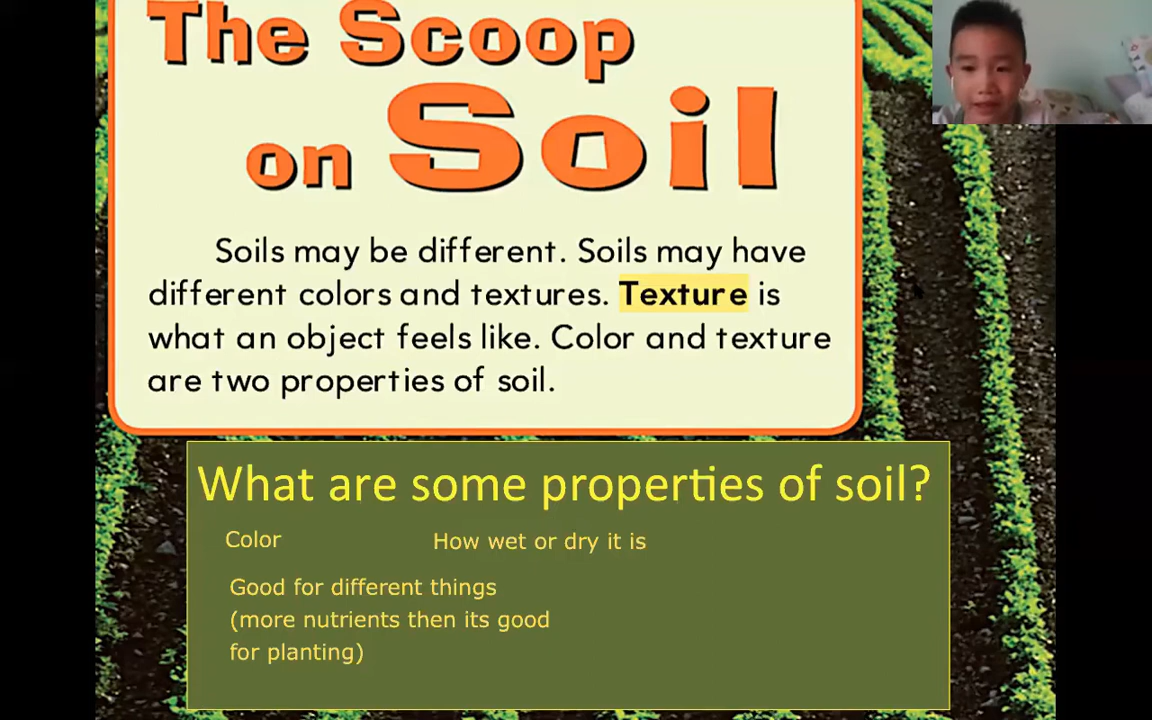 The Scoop
on Soil
Soils may be different. Soils may have
different colors and textures. Texture is
what an object feels like. Color and texture
are two properties of soil.
What are some properties of soil?
Color
How wet or dry it is
Good for different things
(more nutrients then its good
for planting)